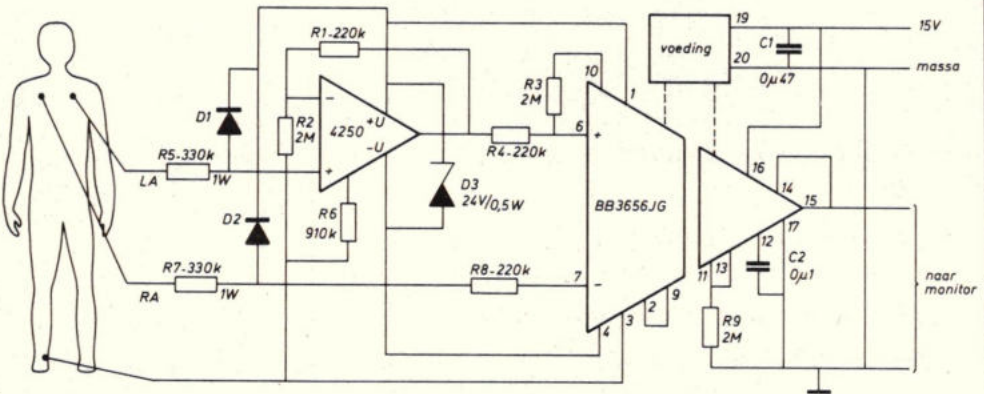 R1-220k
D1
R2
2M
4250
+U
-U
R5-330k
LA
1W
R6
910k
D2
R7-330k
RA
1W
D3
24V/0,5W
R3
2M
R4-220k
R8-220k
10
1
6
+
7
-
4
3
2
9
BB3656JG
voeding
19
20
C1
0µ47
15V
massa
16
14
15
17
12
13
11
C2
0µ1
R9
2M
naar
monitor